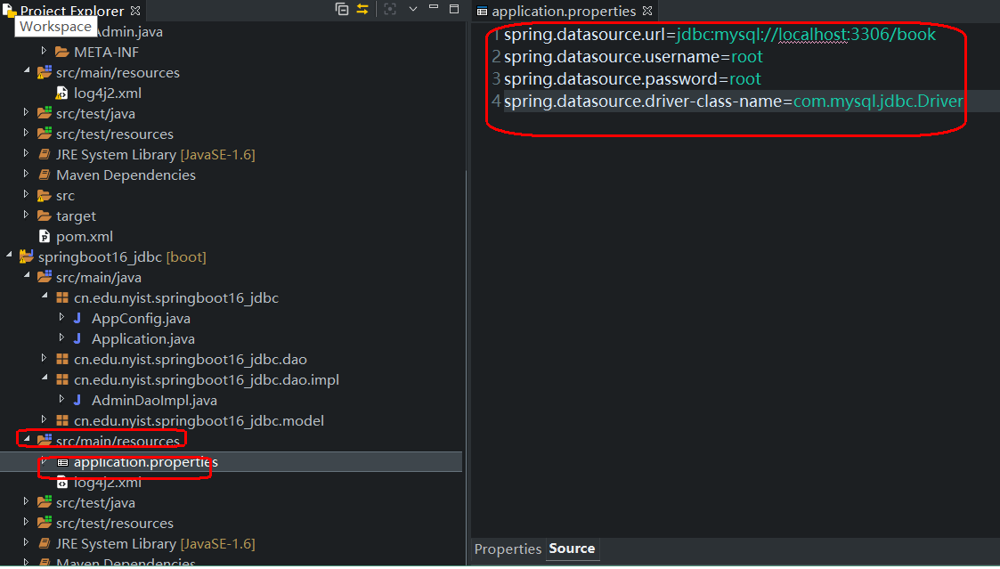 Project Explorer
Workspace
Admin.java
META-INF
src/main/resources
log4j2.xml
src/test/java
src/test/resources
JRE System Library [JavaSE-1.6]
Maven Dependencies
src
target
pom.xml
springboot16_jdbc [boot]
src/main/java
cn.edu.nyist.springboot16_jdbc
AppConfig.java
Application.java
cn.edu.nyist.springboot16_jdbc.dao
cn.edu.nyist.springboot16_jdbc.dao.impl
AdminDaoImpl.java
cn.edu.nyist.springboot16_jdbc.model
src/main/resources
application.properties
log4j2.xml
src/test/java
src/test/resources
JRE System Library [JavaSE-1.6]
Maven Dependencies
application.properties
1 spring.datasource.url=jdbc:mysql://localhost:3306/book
2 spring.datasource.username=root
3 spring.datasource.password=root
4 spring.datasource.driver-class-name=com.mysql.jdbc.Driver
Properties Source